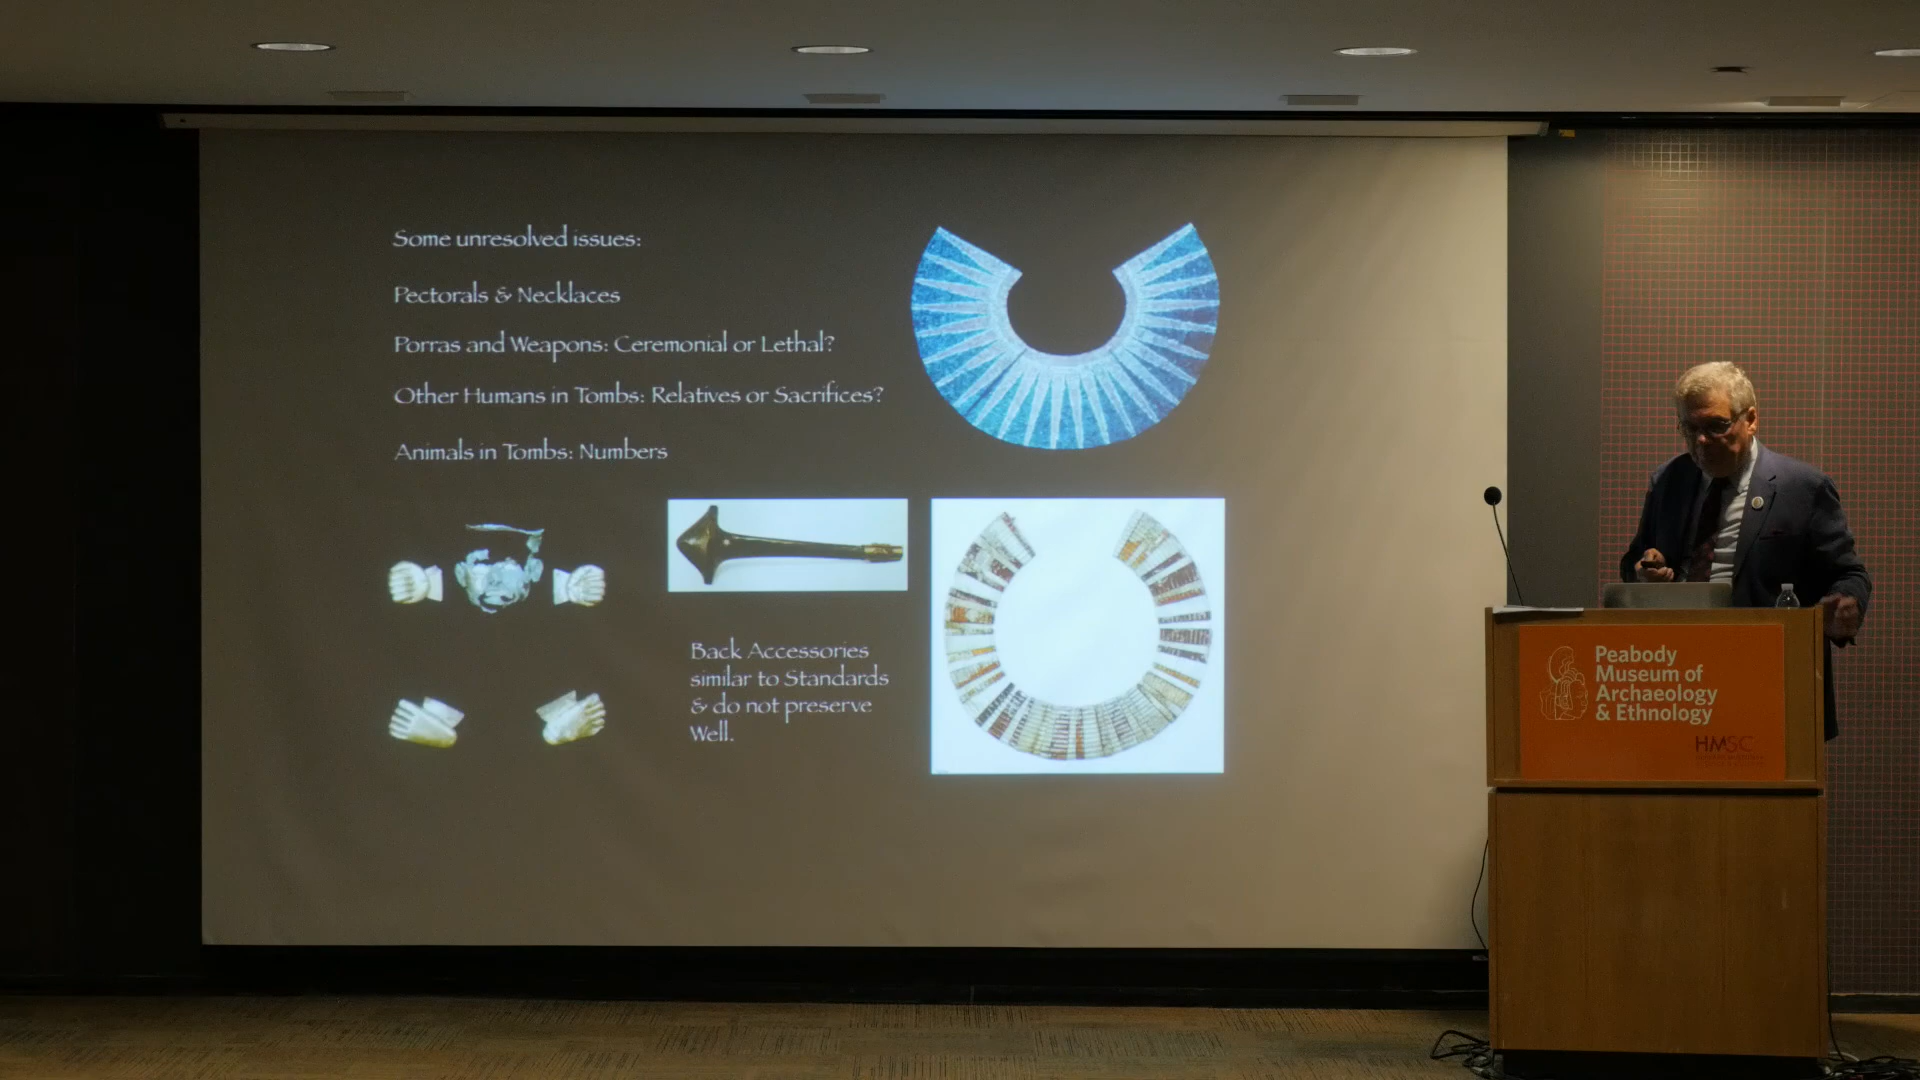 Some unresolved issues:
Pectorals & Necklaces
Porras and Weapons: Ceremonial or Lethal?
Other Humans in Tombs: Relatives or Sacrifices?
Animals in Tombs: Numbers
Back Accessories
similar to Standards
& do not preserve
Well.
Peabody
Museum of
Archaeology
& Ethnology
HMSC